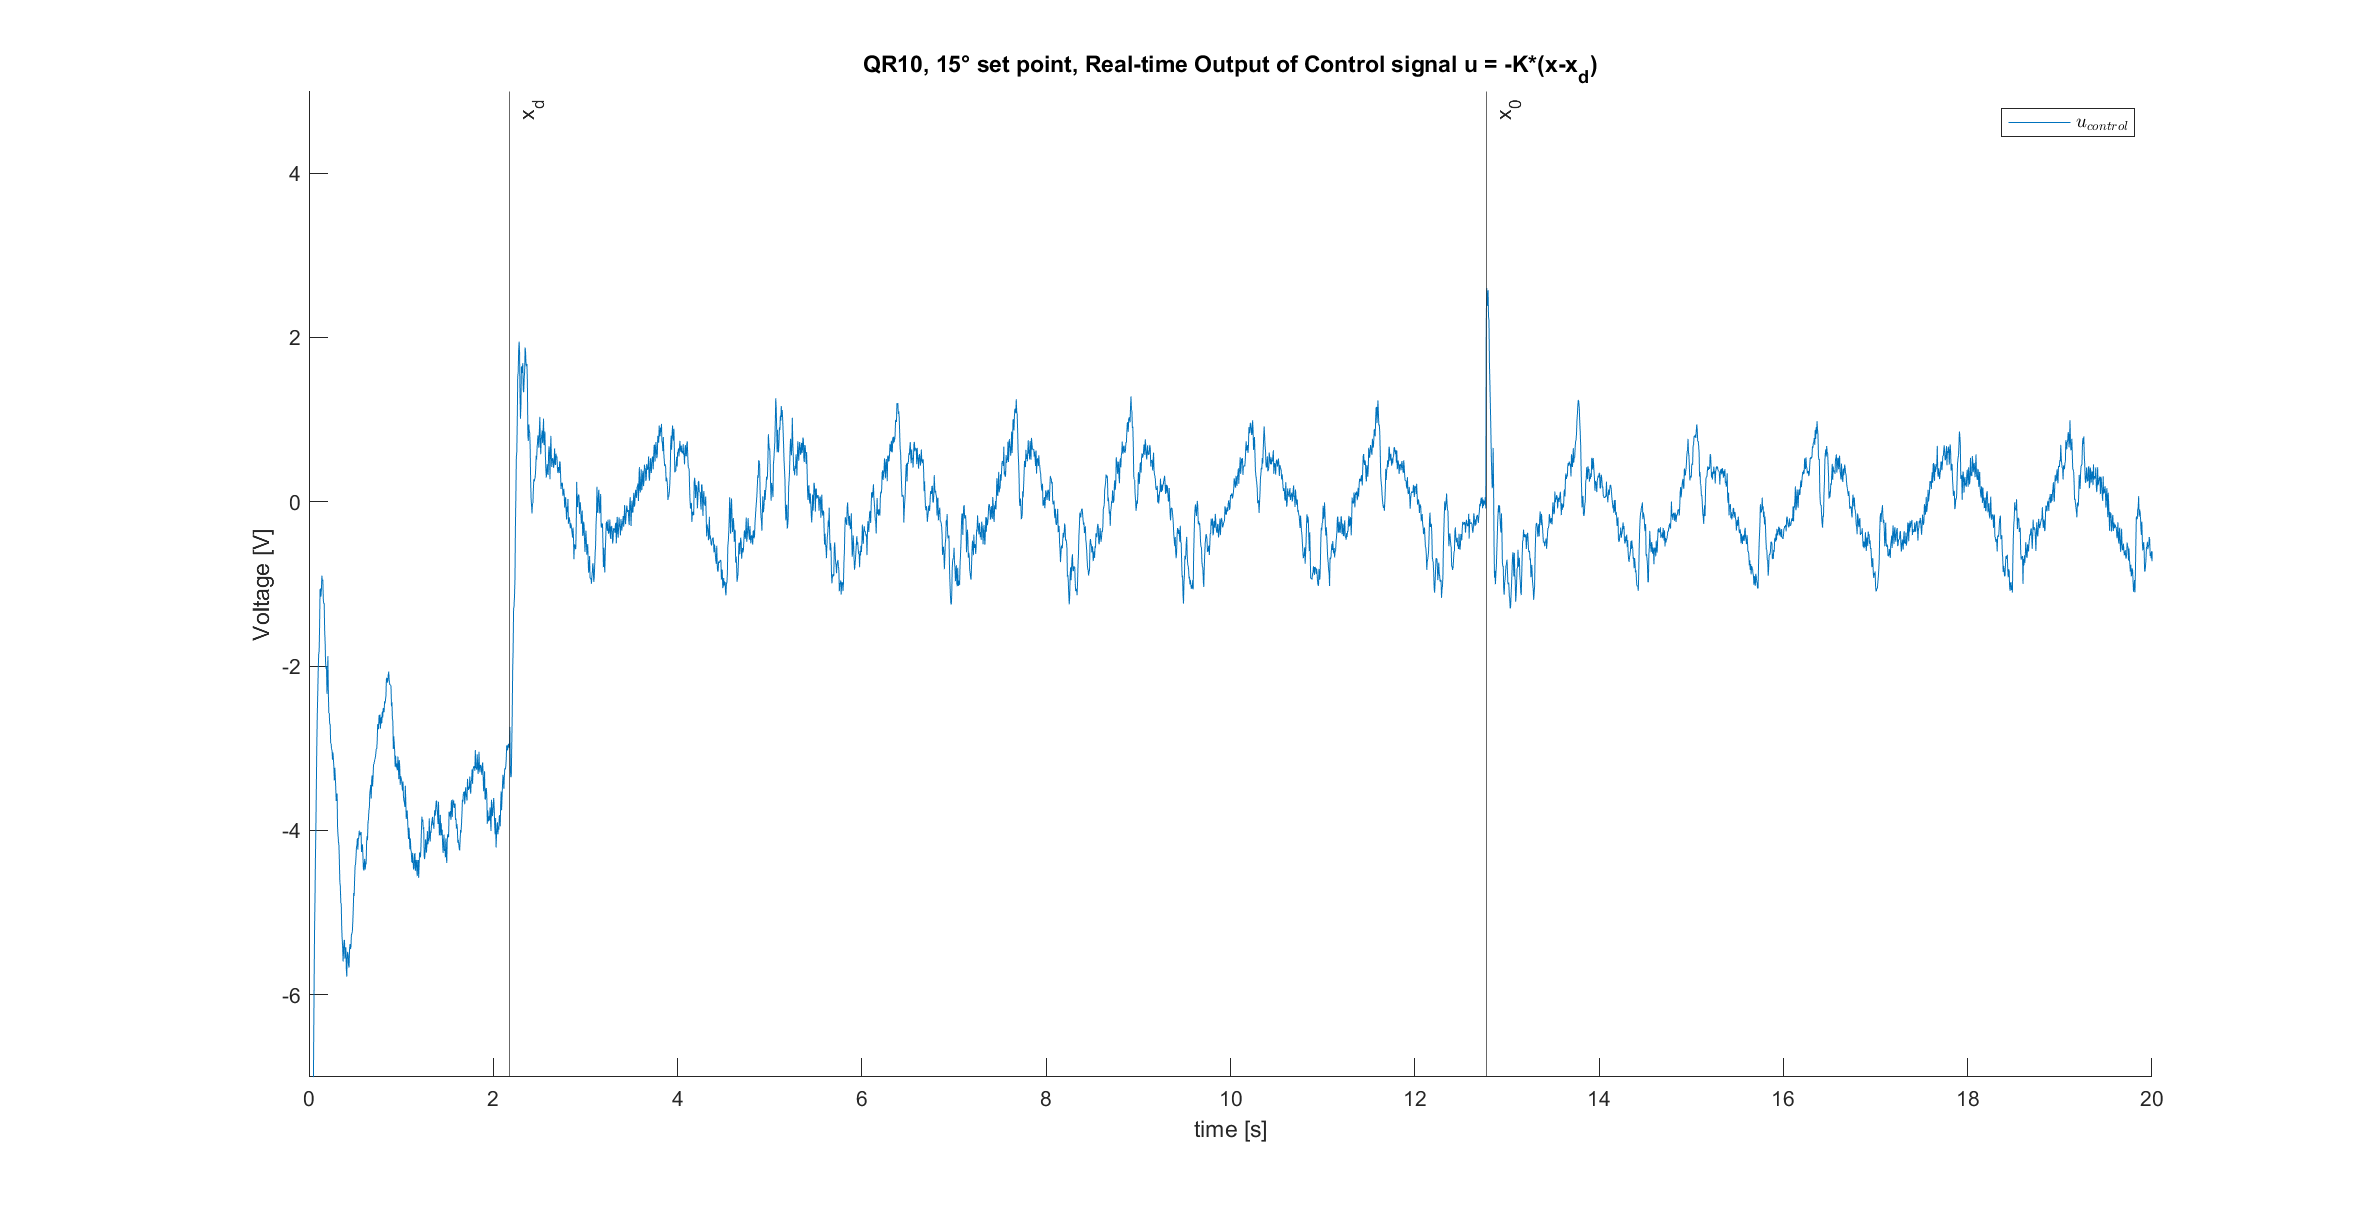 QR10, 15° set point, Real-time Output of Control signal u = -K*(x-x_d)
x_d
x_0
u_control
4
2
0
-2
-4
-6
Voltage [V]
0 2 4 6 8 10 12 14 16 18 20
time [s]